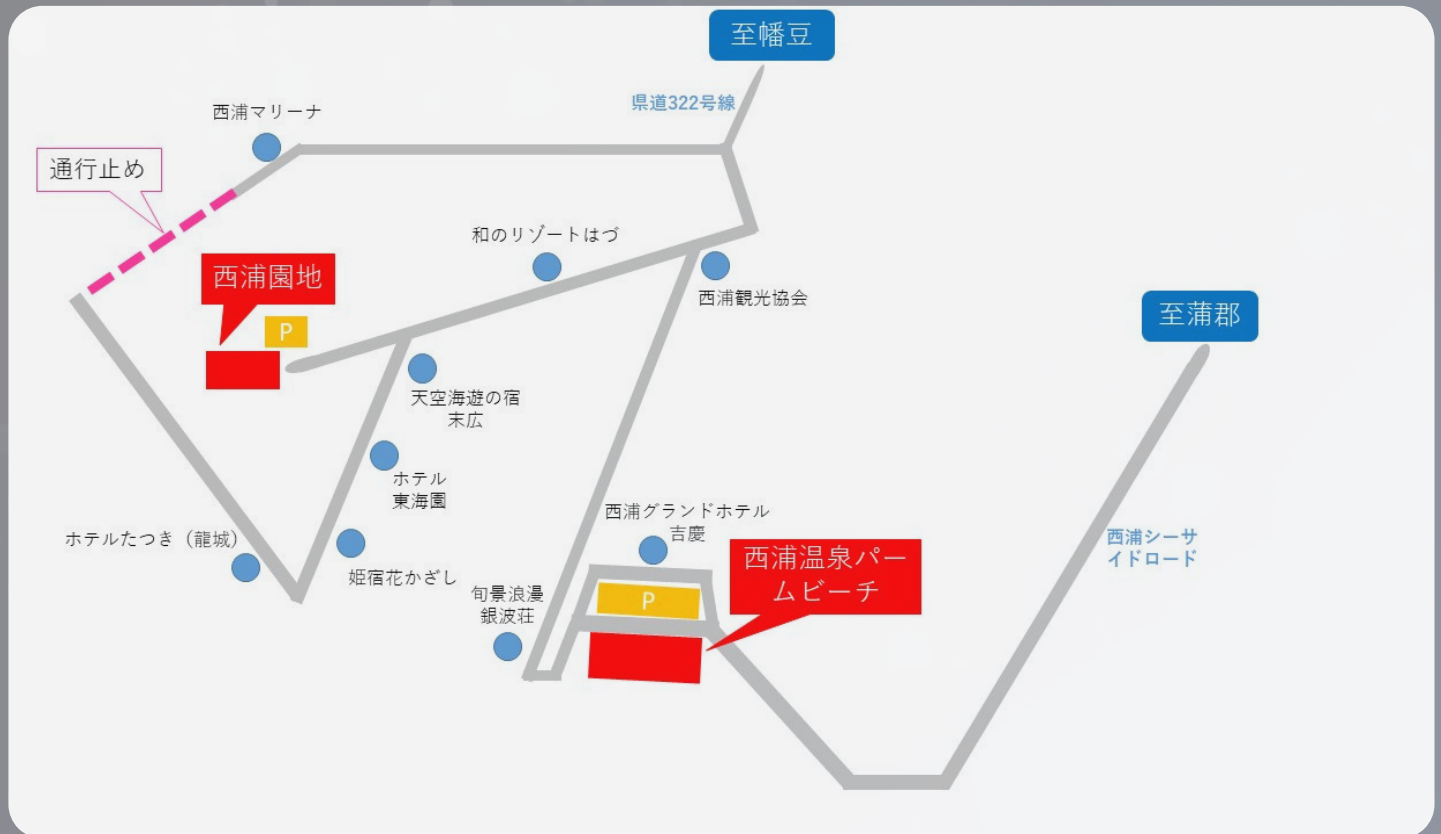 至幡豆
県道322号線
西浦マリーナ
通行止め
和のリゾートはづ
西浦園地
西浦観光協会
至蒲郡
P
天空海遊の宿
末広
ホテル
東海園
西浦グランドホテル
吉慶
ホテルたつき（龍城）
西浦シーサ
イドロード
西浦温泉パー
ムビーチ
姫宿花かざし
旬景浪漫
銀波荘
P